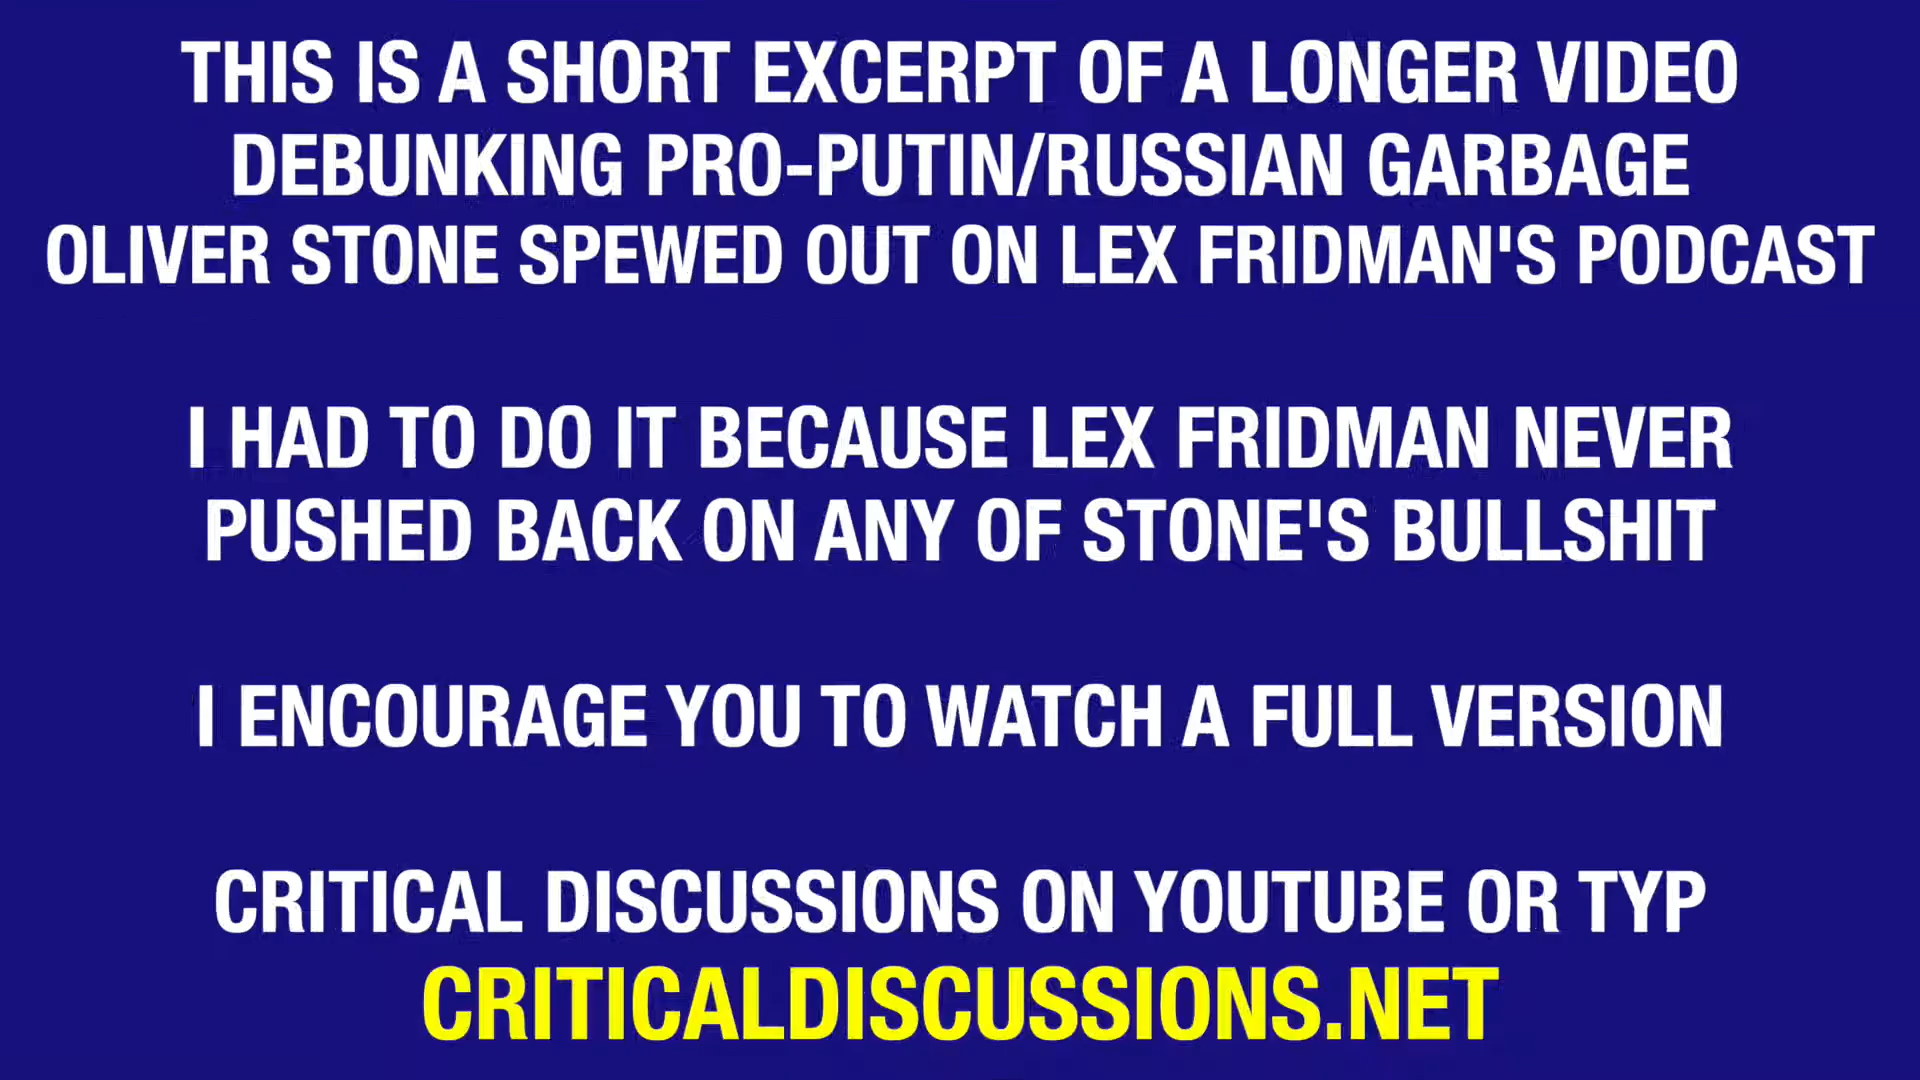 THIS IS A SHORT EXCERPT OF A LONGER VIDEO
DEBUNKING PRO-PUTIN/RUSSIAN GARBAGE
OLIVER STONE SPEWED OUT ON LEX FRIDMAN'S PODCAST
I HAD TO DO IT BECAUSE LEX FRIDMAN NEVER
PUSHED BACK ON ANY OF STONE'S BULLSHIT
I ENCOURAGE YOU TO WATCH A FULL VERSION
CRITICAL DISCUSSIONS ON YOUTUBE OR TYP
CRITICALDISCUSSIONS.NET